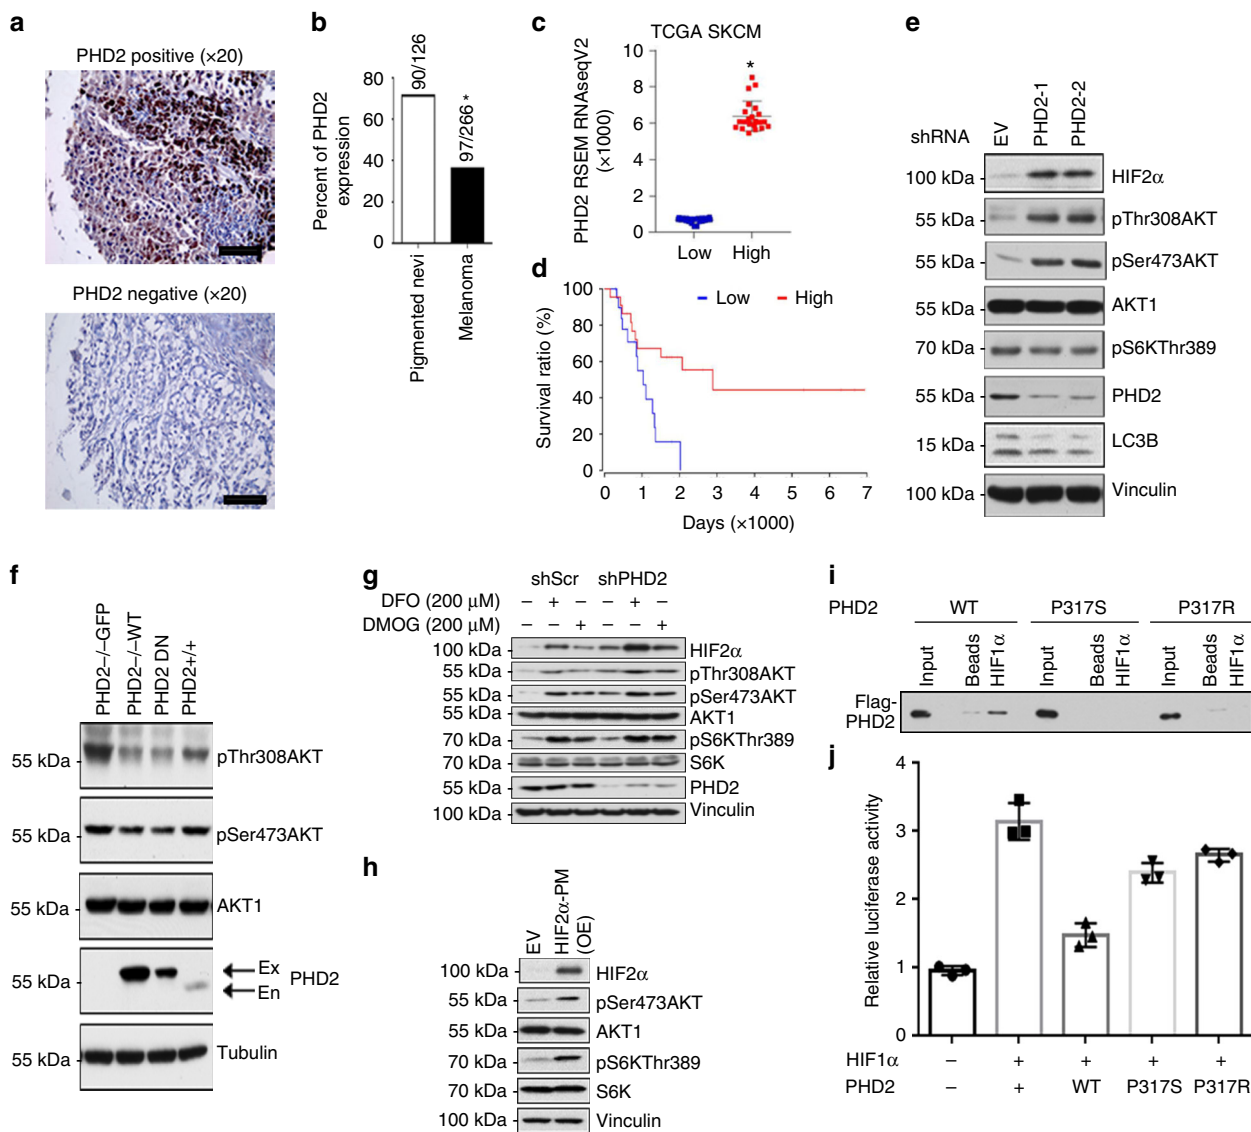 a
PHD2 positive (×20)
PHD2 negative (×20)
b
Percent of PHD2
expression
80
60
40
20
0
90/126
97/266 *
Pigmented nevi
Melanoma
c
TCGA SKCM
PHD2 RSEM RNAseqV2
(×1000)
10
8
6
4
2
0
*
Low
High
d
Survival ratio (%)
100
80
60
40
20
0
Low
High
0 1 2 3 4 5 6 7
Days (×1000)
e
shRNA
EV
PHD2-1
PHD2-2
100 kDa HIF2α
55 kDa pThr308AKT
55 kDa pSer473AKT
55 kDa AKT1
70 kDa pS6KThr389
55 kDa PHD2
15 kDa LC3B
100 kDa Vinculin
f
PHD2−/−GFP
PHD2−/−WT
PHD2 DN
PHD2+/+
55 kDa pThr308AKT
55 kDa pSer473AKT
55 kDa AKT1
55 kDa Ex PHD2
En
55 kDa Tubulin
g
shScr shPHD2
DFO (200 µM) − + − − + −
DMOG (200 µM) − − + − − +
100 kDa HIF2α
55 kDa pThr308AKT
55 kDa pSer473AKT
55 kDa AKT1
70 kDa pS6KThr389
70 kDa S6K
55 kDa PHD2
100 kDa Vinculin
h
EV
HIF2α-PM
(OE)
100 kDa HIF2α
55 kDa pSer473AKT
55 kDa AKT1
70 kDa pS6KThr389
70 kDa S6K
100 kDa Vinculin
i
PHD2 WT P317S P317R
Input
Beads
HIF1α
Input
Beads
HIF1α
Input
Beads
HIF1α
Flag-
PHD2
j
Relative luciferase activity
4
3
2
1
0
HIF1α − + + + +
PHD2 − + WT P317S P317R